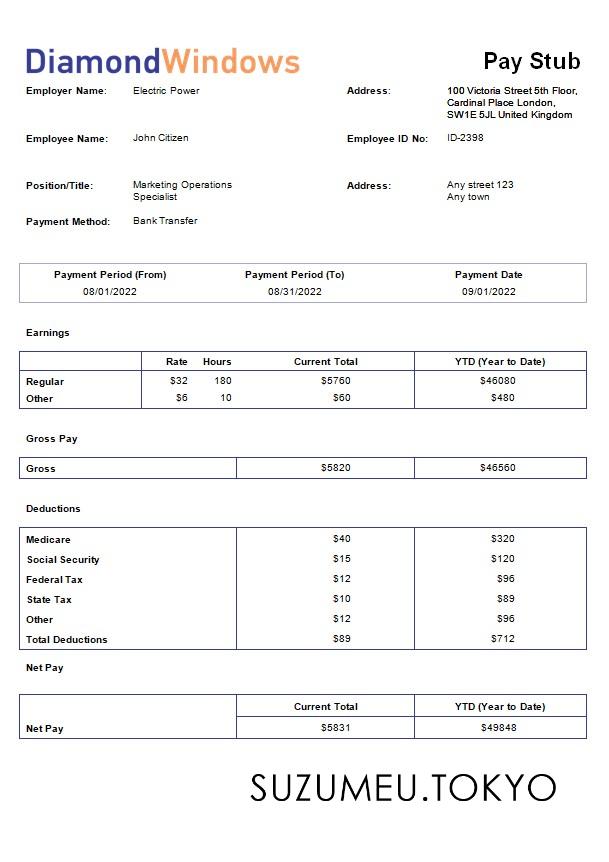 DiamondWindows
Pay Stub
Employer Name: Electric Power Address: 100 Victoria Street 5th Floor,
Cardinal Place London,
SW1E 5JL United Kingdom
Employee Name: John Citizen Employee ID No: ID-2398
Position/Title: Marketing Operations Address: Any street 123
Specialist Any town
Payment Method: Bank Transfer
Payment Period (From) Payment Period (To) Payment Date
08/01/2022 08/31/2022 09/01/2022
Earnings
Rate Hours Current Total YTD (Year to Date)
Regular $32 180 $5760 $46080
Other $6 10 $60 $480
Gross Pay
Gross $5820 $46560
Deductions
Medicare $40 $320
Social Security $15 $120
Federal Tax $12 $96
State Tax $10 $89
Other $12 $96
Total Deductions $89 $712
Net Pay
Current Total YTD (Year to Date)
Net Pay $5831 $49848
SUZUMEU.TOKYO